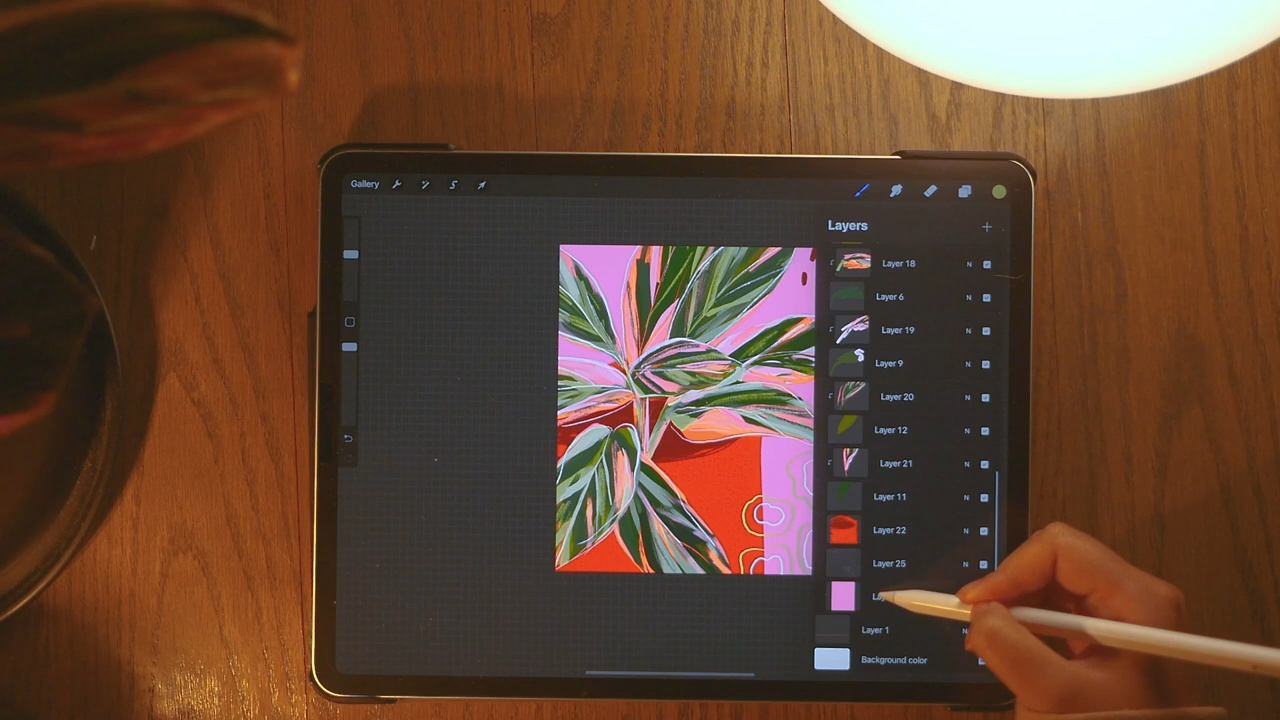 Gallery
Layers
Layer 18 N
Layer 6 N
Layer 19 N
Layer 9 N
Layer 20 N
Layer 12 N
Layer 21 N
Layer 11 N
Layer 22 N
Layer 25 N
Layer 1 N
Background color